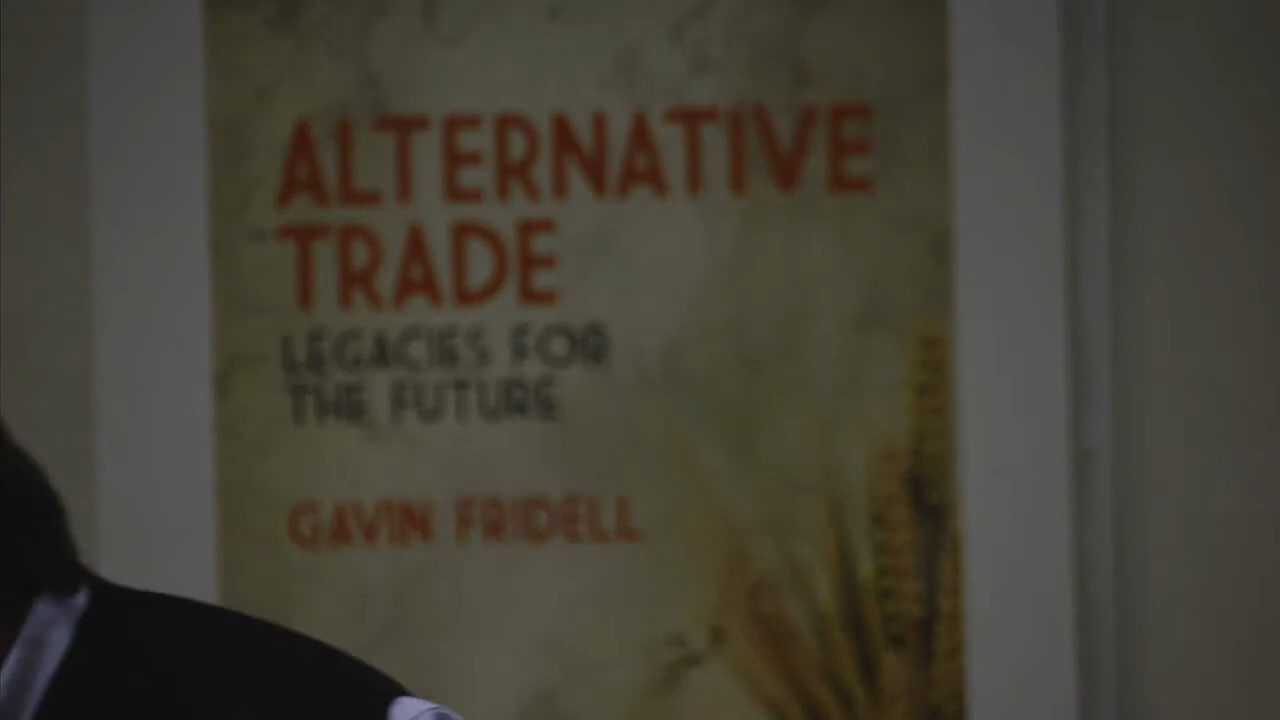 ALTERNATIVE
TRADE
LEGACIES FOR
THE FUTURE
GAVIN FRIDELL